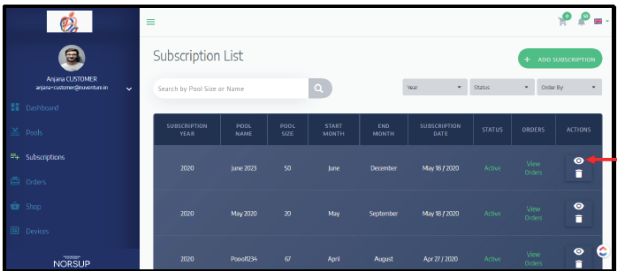 Subscription List
+ ADD SUBSCRIPTION
Anjana CUSTOMER
anjana+customer@nuventure.in
Search by Pool Size or Name
Year
Status
Order By
Dashboard
Pools
Subscriptions
Orders
Shop
Devices
NORSUP
SUBSCRIPTION YEAR
POOL NAME
POOL SIZE
START MONTH
END MONTH
SUBSCRIPTION DATE
STATUS
ORDERS
ACTIONS
2020 June 2023 50 June December May 18 / 2020 Active View Orders
2020 May 2020 20 May September May 18 / 2020 Active View Orders
2020 67 April August Apr 27 / 2020 Active View Orders